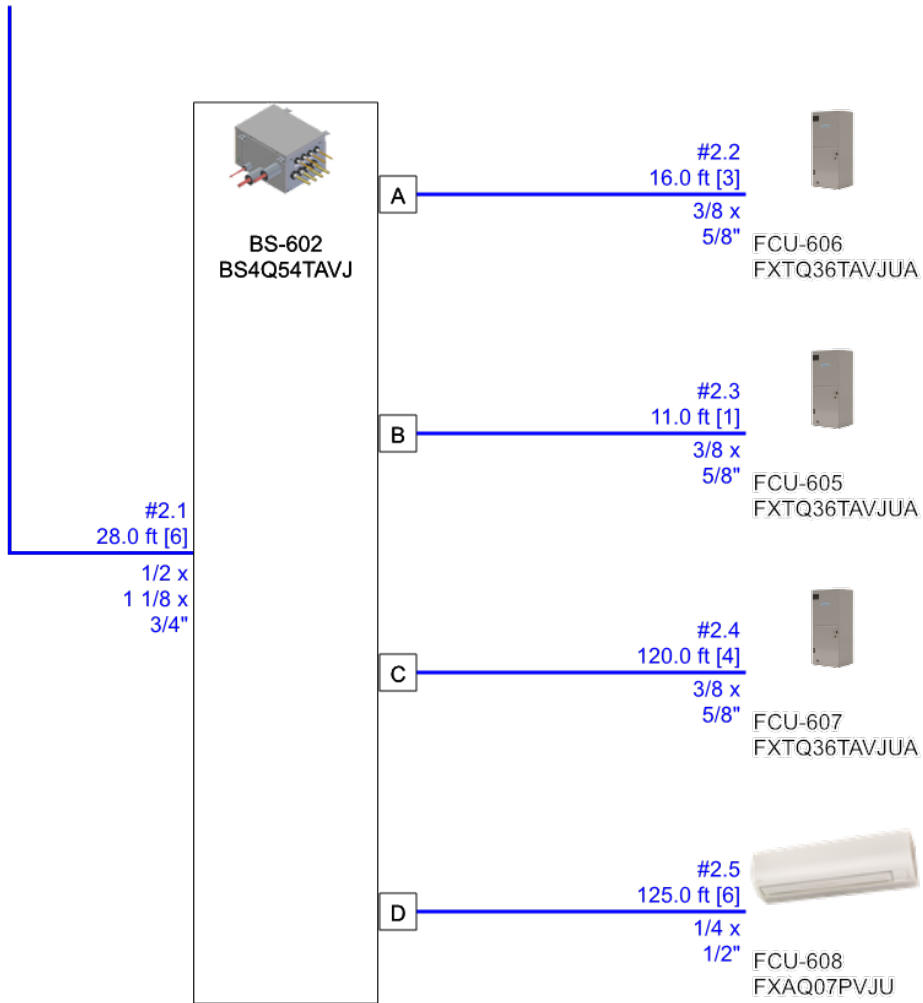 BS-602
BS4Q54TAVJ
#2.1
28.0 ft [6]
1/2 x
1 1/8 x
3/4"
A
#2.2
16.0 ft [3]
3/8 x
5/8"
FCU-606
FXTQ36TAVJUA
B
#2.3
11.0 ft [1]
3/8 x
5/8"
FCU-605
FXTQ36TAVJUA
C
#2.4
120.0 ft [4]
3/8 x
5/8"
FCU-607
FXTQ36TAVJUA
D
#2.5
125.0 ft [6]
1/4 x
1/2"
FCU-608
FXAQ07PVJU